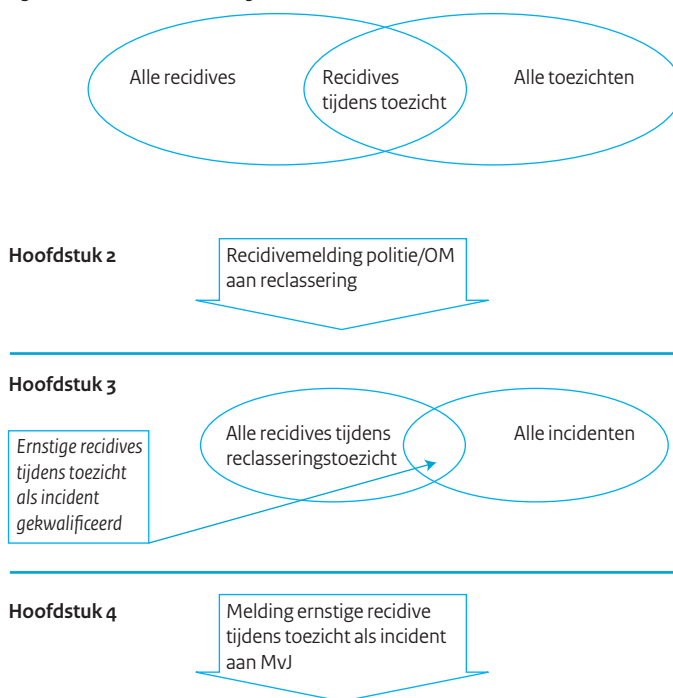 Alle recidives
Recidives
tijdens toezicht
Alle toezichten
Hoofdstuk 2
Recidivemelding politie/OM
aan reclassering
Hoofdstuk 3
Alle recidives tijdens
reclasseringstoezicht
Alle incidenten
Ernstige recidives
tijdens toezicht
als incident
gekwalificeerd
Hoofdstuk 4
Melding ernstige recidive
tijdens toezicht als incident
aan MvJ